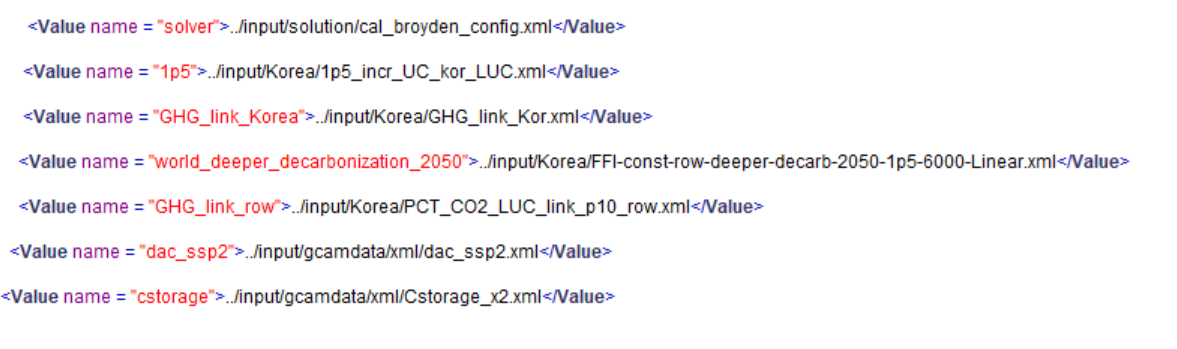 <Value name = "solver">../input/solution/cal_broyden_config.xml</Value>
<Value name = "1p5">../input/Korea/1p5_incr_UC_kor_LUC.xml</Value>
<Value name = "GHG_link_Korea">../input/Korea/GHG_link_Kor.xml</Value>
<Value name = "world_deeper_decarbonization_2050">../input/Korea/FFI-const-row-deeper-decarb-2050-1p5-6000-Linear.xml</Value>
<Value name = "GHG_link_row">../input/Korea/PCT_CO2_LUC_link_p10_row.xml</Value>
<Value name = "dac_ssp2">../input/gcamdata/xml/dac_ssp2.xml</Value>
<Value name = "cstorage">../input/gcamdata/xml/Cstorage_x2.xml</Value>